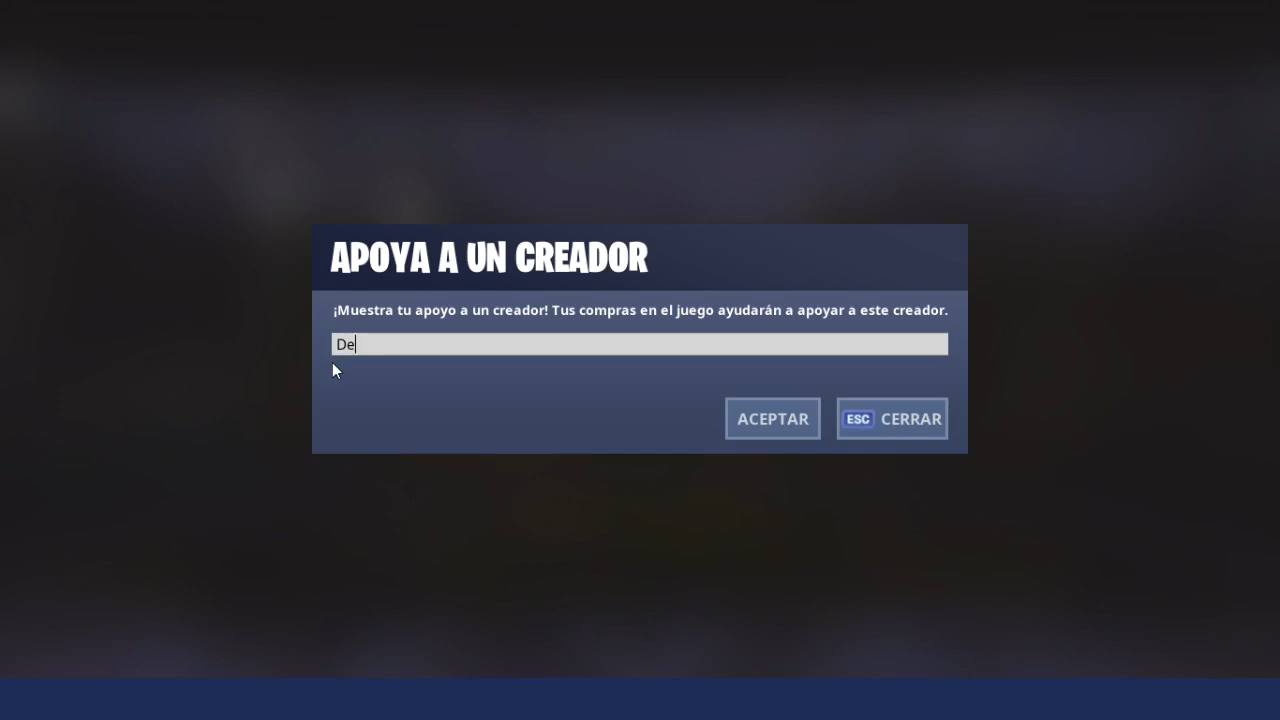 APOYA A UN CREADOR
¡Muestra tu apoyo a un creador! Tus compras en el juego ayudarán a apoyar a este creador.
De
ACEPTAR
ESC CERRAR